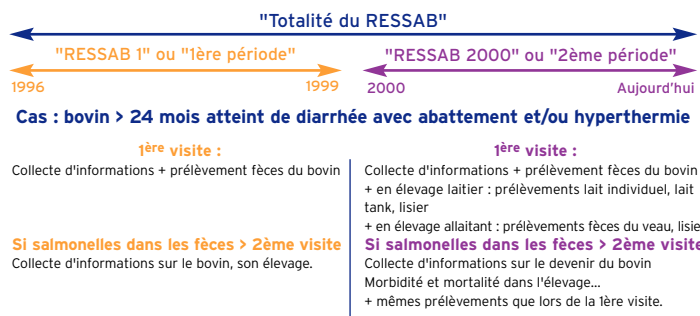 "Totalité du RESSAB"
"RESSAB 1" ou "1ère période"
"RESSAB 2000" ou "2ème période"
1996
1999
2000
Aujourd'hui
Cas : bovin > 24 mois atteint de diarrhée avec abattement et/ou hyperthermie
1ère visite :
Collecte d'informations + prélèvement fèces du bovin
Si salmonelles dans les fèces > 2ème visite
Collecte d'informations sur le bovin, son élevage.
1ère visite :
Collecte d'informations + prélèvement fèces du bovin
+ en élevage laitier : prélèvements lait individuel, lait
tank, lisier
+ en élevage allaitant : prélèvements fèces du veau, lisie
Si salmonelles dans les fèces > 2ème visite
Collecte d'informations sur le devenir du bovin
Morbidité et mortalité dans l'élevage...
+ mêmes prélèvements que lors de la 1ère visite.